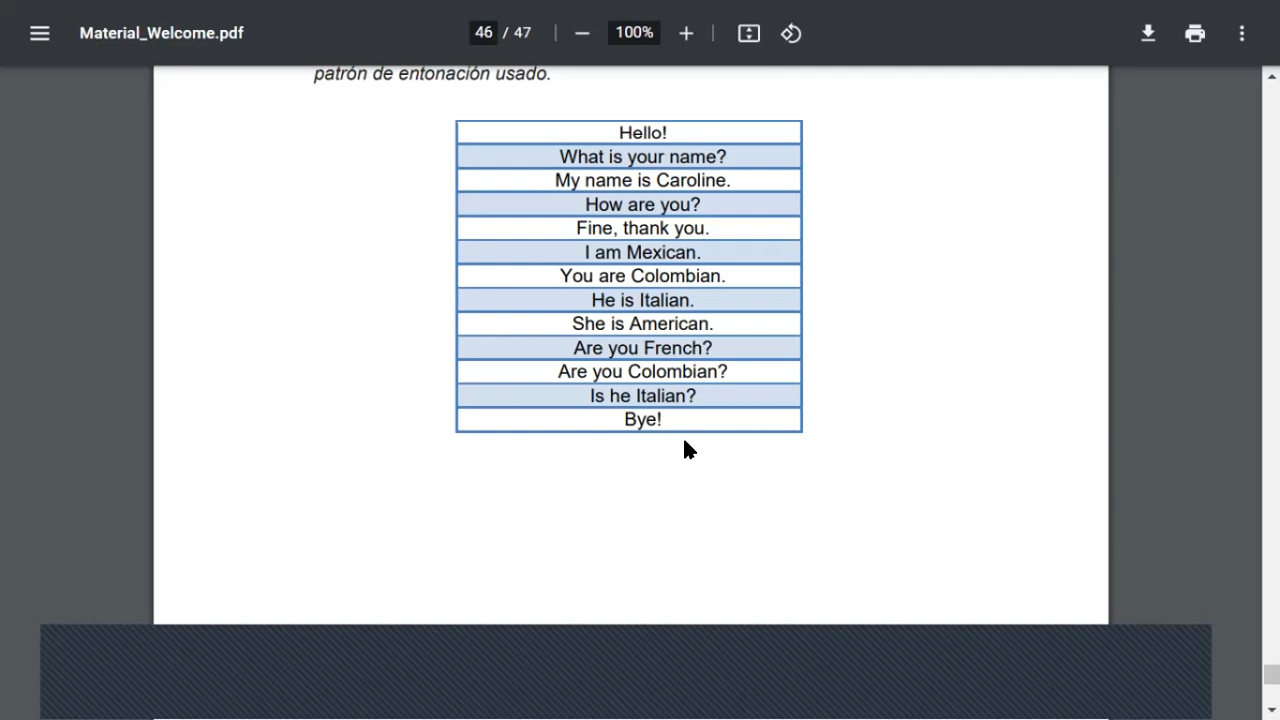 Material_Welcome.pdf
46 / 47
100%
patrón de entonación usado.
Hello!
What is your name?
My name is Caroline.
How are you?
Fine, thank you.
I am Mexican.
You are Colombian.
He is Italian.
She is American.
Are you French?
Are you Colombian?
Is he Italian?
Bye!